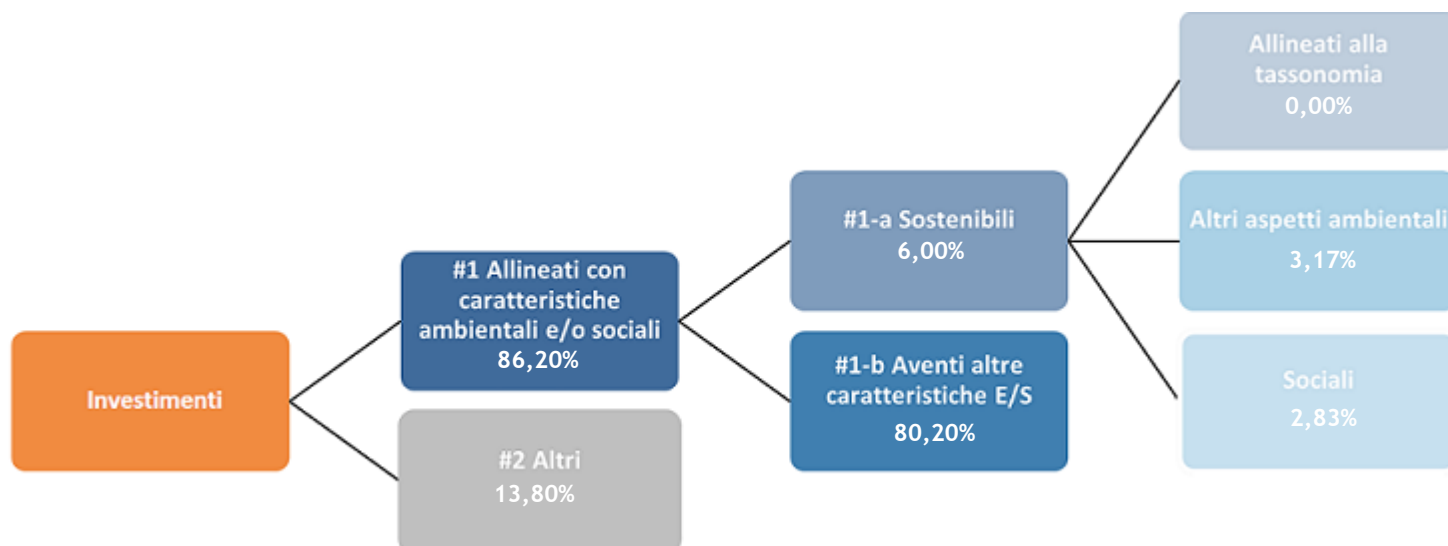 Investimenti
#1 Allineati con
caratteristiche
ambientali e/o sociali
86,20%
#2 Altri
13,80%
#1-a Sostenibili
6,00%
#1-b Aventi altre
caratteristiche E/S
80,20%
Allineati alla
tassonomia
0,00%
Altri aspetti ambientali
3,17%
Sociali
2,83%